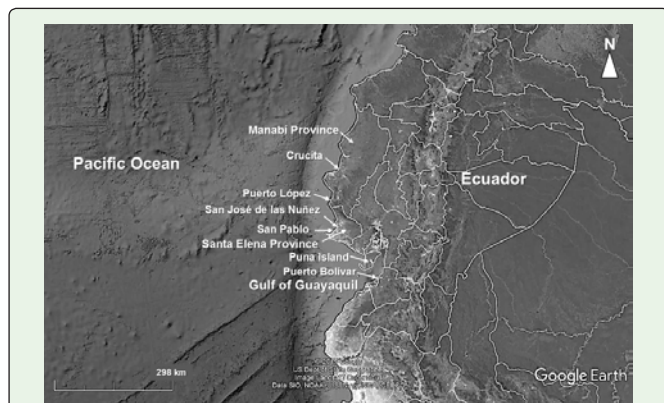 N
Manabi Province
Crucita
Pacific Ocean
Ecuador
Puerto López
San José de las Nuñez
San Pablo
Santa Elena Province
Puna Island
Puerto Bolivar
Gulf of Guayaquil
298 km
Google Earth